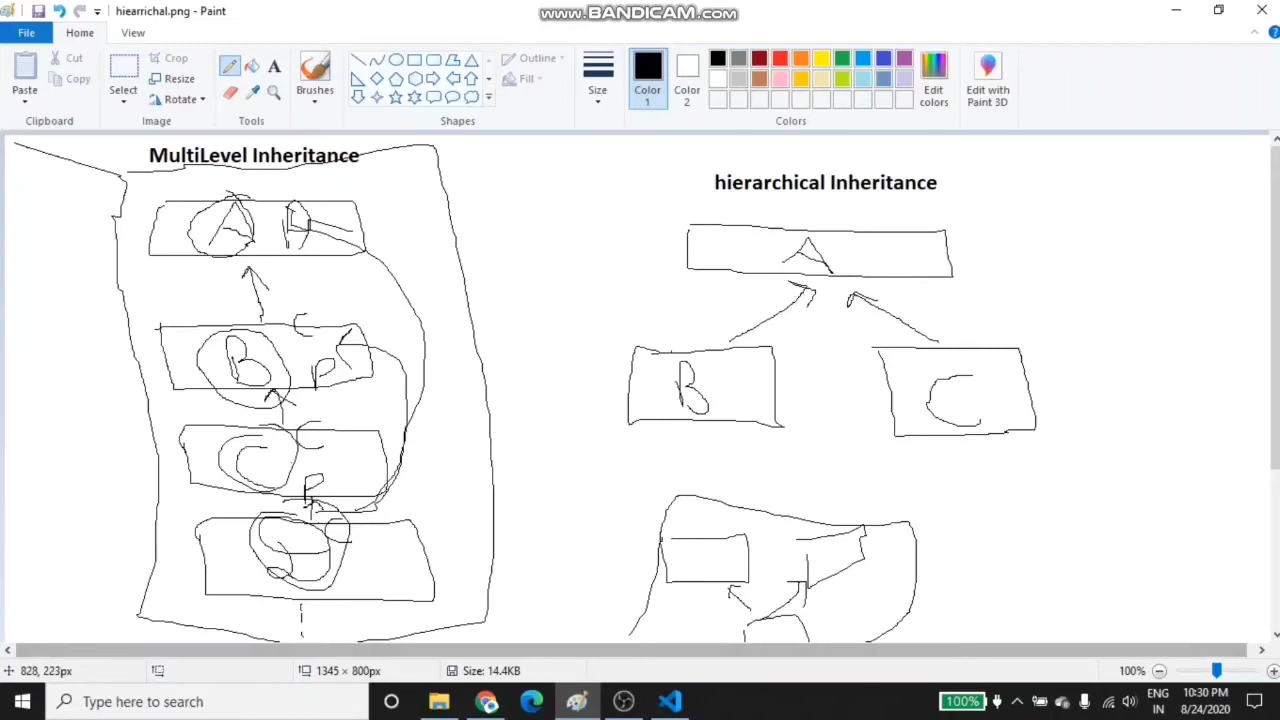 hiearrichal.png - Paint
www.BANDICAM.com
File
Home
View
Paste
Cut
Copy
Clipboard
Select
Crop
Resize
Rotate
Image
Tools
Brushes
Shapes
Outline
Fill
Size
Color
1
Color
2
Colors
Edit
colors
Edit with
Paint 3D
MultiLevel Inheritance
A P
B C P
C C P
hierarchical Inheritance
A
B
C
828, 223px
1345 × 800px
Size: 14.4KB
100%
Type here to search
100%
ENG
IN
10:30 PM
8/24/2020